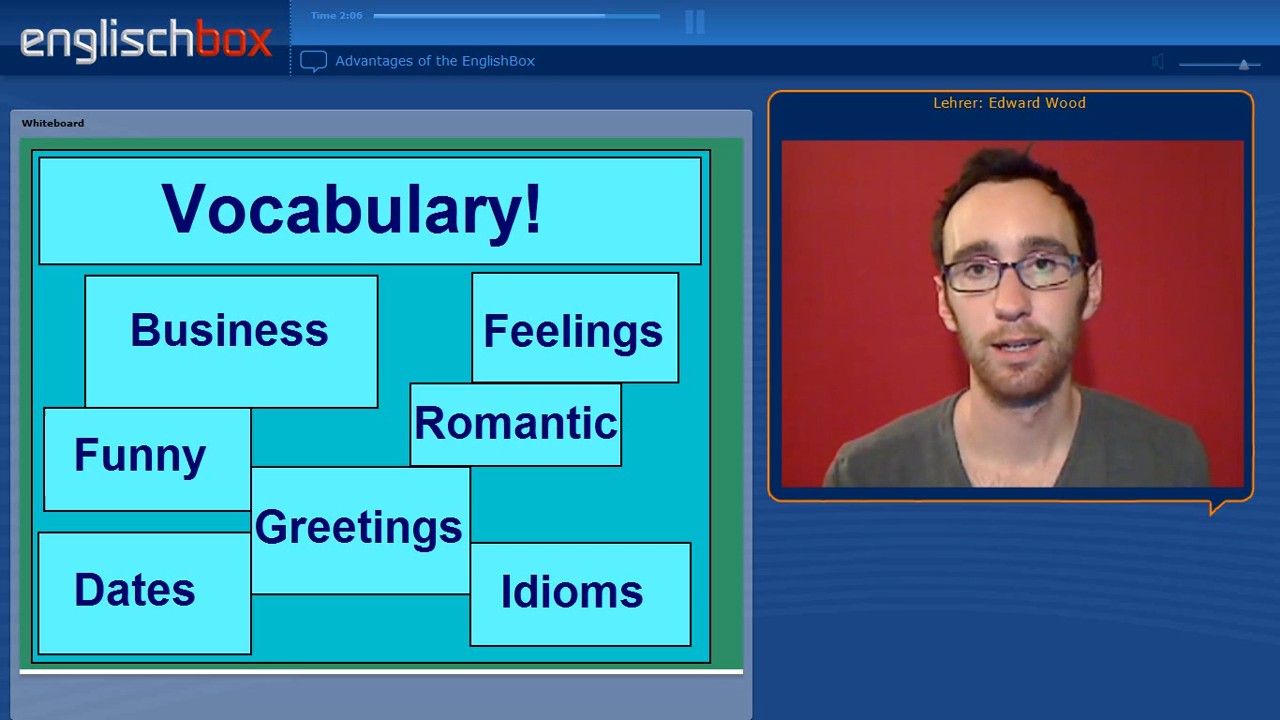 englischbox
Time 2:06
Advantages of the EnglishBox
Whiteboard
Lehrer: Edward Wood
Vocabulary!
Business
Feelings
Romantic
Funny
Greetings
Dates
Idioms